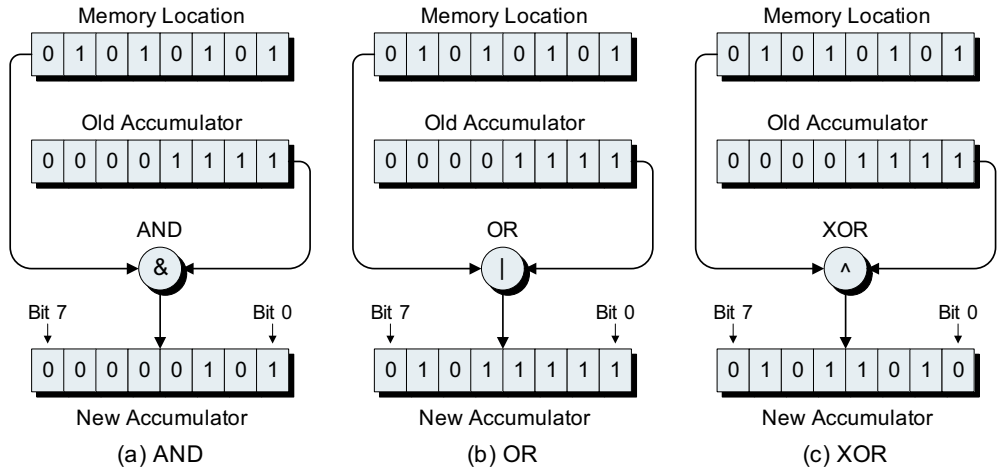 Memory Location
0 1 0 1 0 1 0 1
Old Accumulator
0 0 0 0 1 1 1 1
AND
&
Bit 7
Bit 0
0 0 0 0 0 1 0 1
New Accumulator
(a) AND
Memory Location
0 1 0 1 0 1 0 1
Old Accumulator
0 0 0 0 1 1 1 1
OR
|
Bit 7
Bit 0
0 1 0 1 1 1 1 1
New Accumulator
(b) OR
Memory Location
0 1 0 1 0 1 0 1
Old Accumulator
0 0 0 0 1 1 1 1
XOR
^
Bit 7
Bit 0
0 1 0 1 1 0 1 0
New Accumulator
(c) XOR